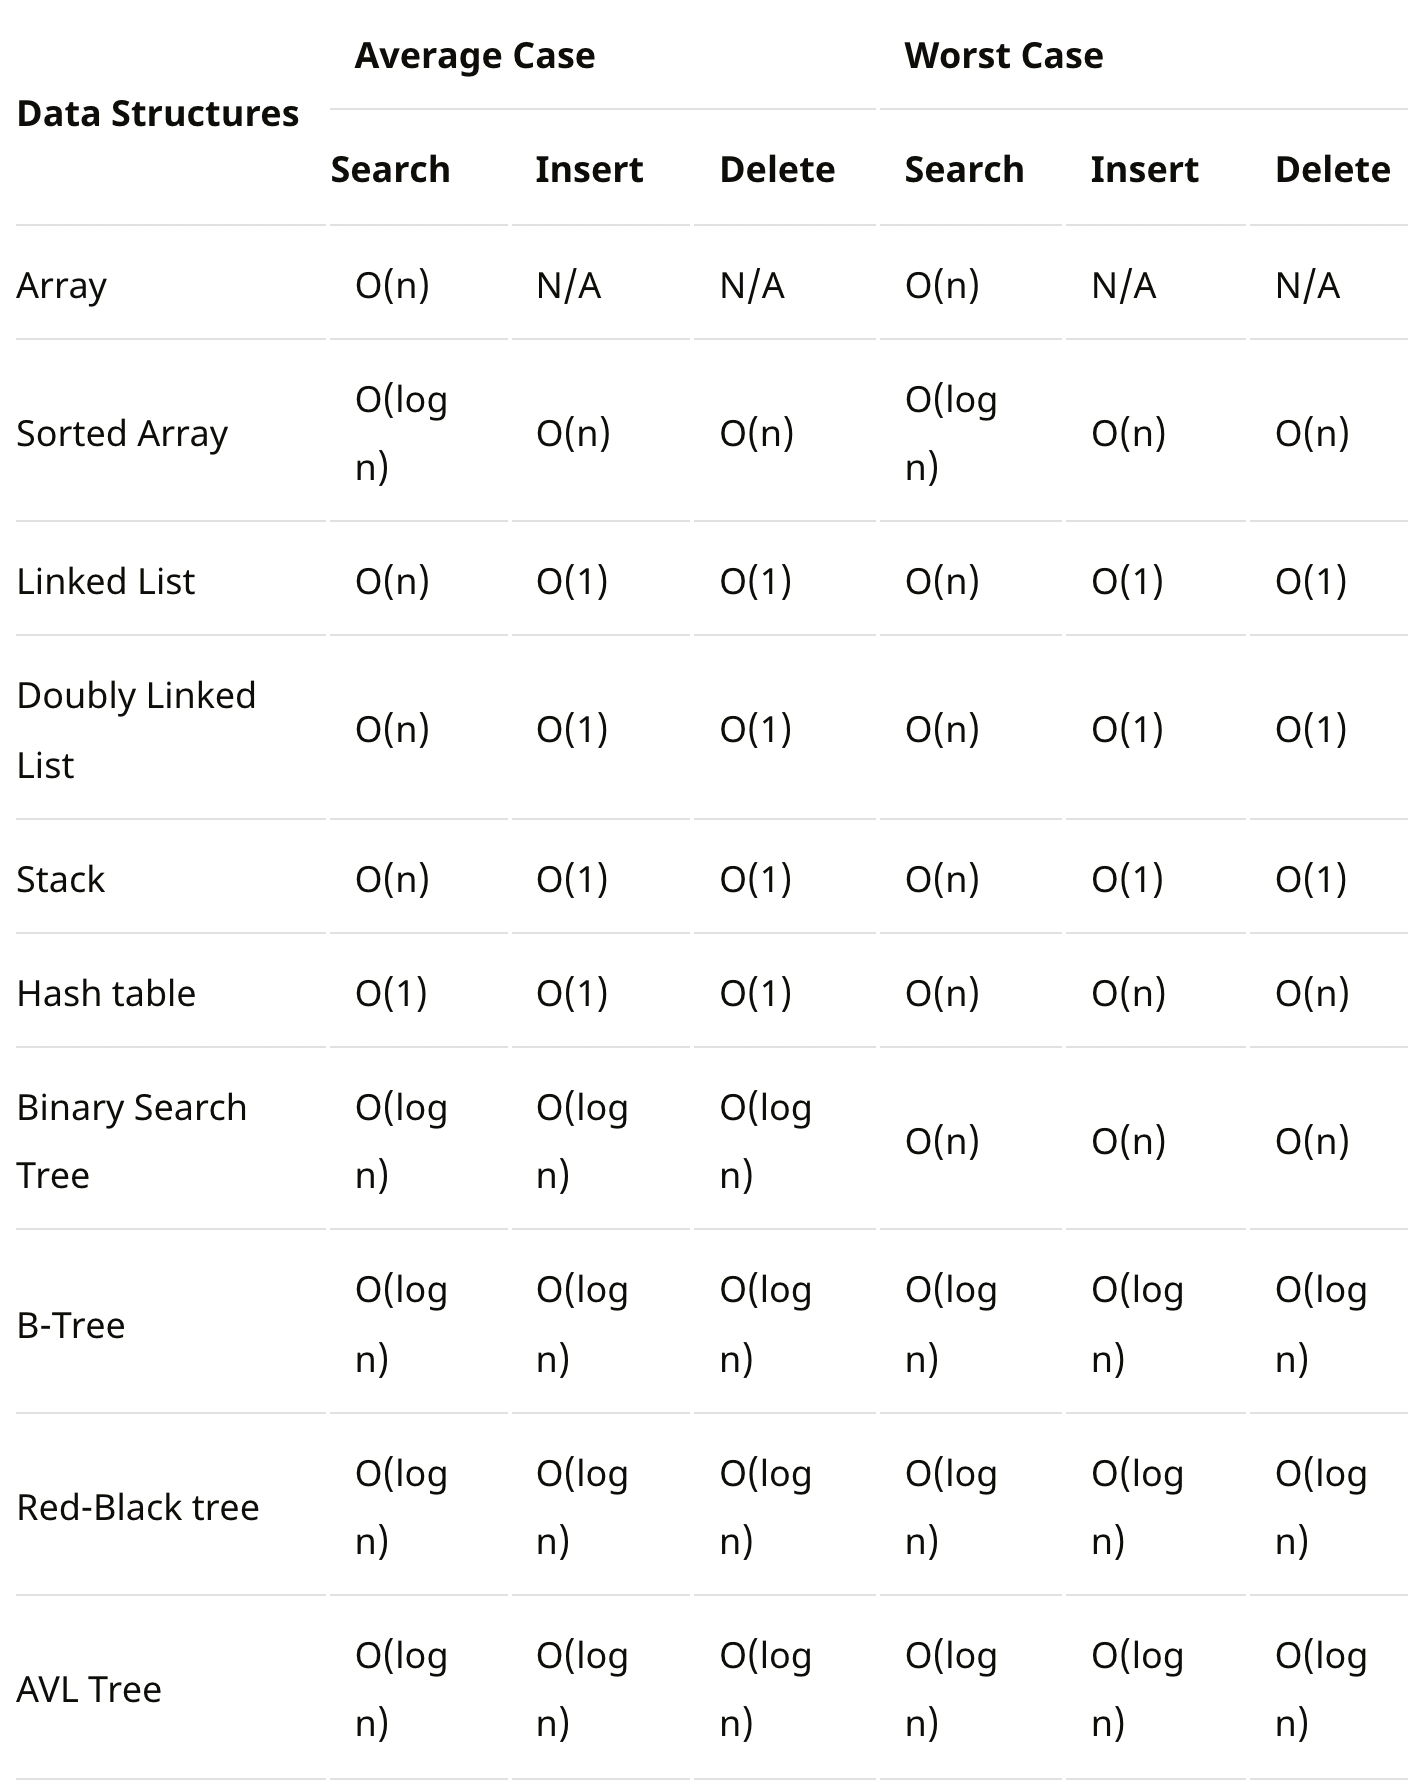 Average Case Worst Case
Data Structures
Search Insert Delete Search Insert Delete
Array O(n) N/A N/A O(n) N/A N/A
O(log O(log
Sorted Array O(n) O(n) O(n) O(n)
n) n)
Linked List O(n) O(1) O(1) O(n) O(1) O(1)
Doubly Linked
O(n) O(1) O(1) O(n) O(1) O(1)
List
Stack O(n) O(1) O(1) O(n) O(1) O(1)
Hash table O(1) O(1) O(1) O(n) O(n) O(n)
Binary Search O(log O(log O(log
O(n) O(n) O(n)
Tree n) n) n)
O(log O(log O(log O(log O(log O(log
B-Tree
n) n) n) n) n) n)
O(log O(log O(log O(log O(log O(log
Red-Black tree
n) n) n) n) n) n)
O(log O(log O(log O(log O(log O(log
AVL Tree
n) n) n) n) n) n)